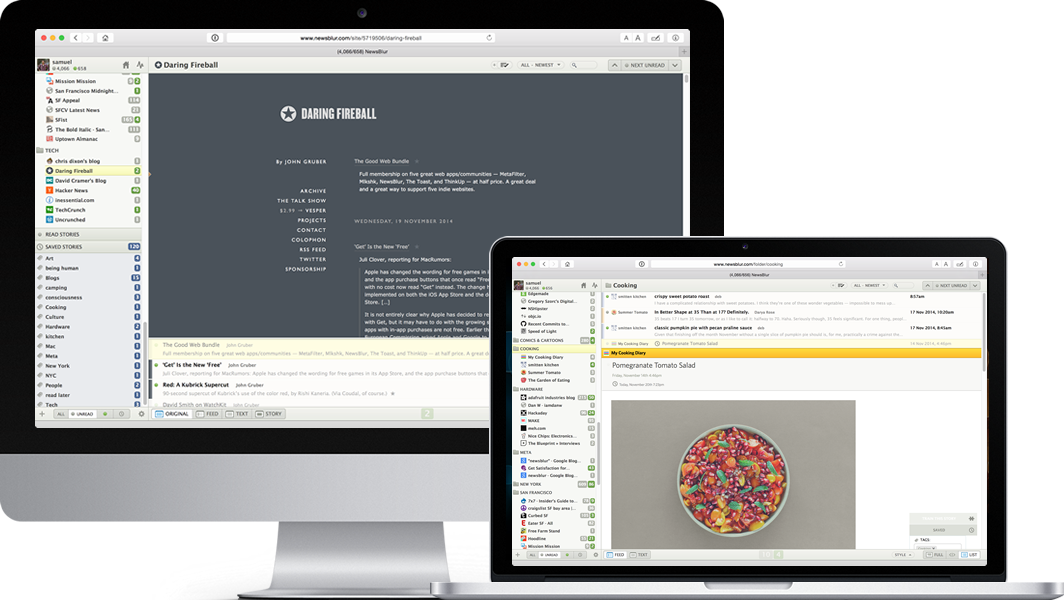 www.newsblur.com/site/5719506/daring-fireball
(4,066/658) NewsBlur
samuel
4,066 658
Daring Fireball
ALL · NEWEST
NEXT UNREAD
Mission Mission
San Francisco Midnight...
SF Appeal
SFCV Latest News
SFist
The Bold Italic - San...
Uptown Almanac
TECH
chris dixon's blog
Daring Fireball
David Cramer's Blog
Hacker News
inessential.com
TechCrunch
Uncrunched
READ STORIES
SAVED STORIES 120
Art
being human
Blogs
camping
consciousness
Cooking
Culture
Hardware
kitchen
Mac
Meta
New York
NYC
People
read later
Tech
ALL UNREAD
DARING FIREBALL
By JOHN GRUBER
ARCHIVE
THE TALK SHOW
$3.99 → VESPER
PROJECTS
CONTACT
COLOPHON
RSS FEED
TWITTER
SPONSORSHIP
The Good Web Bundle
Full membership on five great web apps/communities — MetaFilter,
MlkShk, NewsBlur, The Toast, and ThinkUp — at half price. A great deal
and a great way to support five indie websites.
WEDNESDAY, 19 NOVEMBER 2014
'Get' Is the New 'Free'
Juli Clover, reporting for MacRumors:
Apple has changed the wording for free games in
and the app purchase buttons that once read "Free"
with no cost now read "Get" instead. The change
implemented on both the iOS App Store and the
Store. [...]
It is not entirely clear why Apple has decided to
with Get, but it may have to do with the growing
apps with in-app purchases are not free. Earlier
The Good Web Bundle John Gruber
Full membership on five great web apps/communities — MetaFilter, MlkShk, NewsBlur, The Toast, and ThinkUp — at half price. A great
'Get' Is the New 'Free' John Gruber
Juli Clover, reporting for MacRumors: Apple has changed the wording for free games in its
Red: A Kubrick Supercut John Gruber
90-second supercut of Kubrick's use of the color red, by Rishi Kaneria. (Via Coudal, of course.)
David Smith on WatchKit John Gruber
ORIGINAL FEED TEXT STORY
2
www.newsblur.com/folder/cooking
(4,066/656) NewsBlur
samuel
4,066 656
Cooking
ALL · NEWEST
NEXT UNREAD
Edgemade
Gregory Soare's Digital...
N3Hipster
objc.io
Recent Commits to...
Speed of Light
COMICS & CARTOONS
COOKING
My Cooking Diary
smitten kitchen
Summer Tomato
The Garden of Eating
HARDWARE
adafruit industries blog
Dan W - iamdanw
Hackaday
MAKE
meh.com
Nice Chips: Electronics...
The Blueprint • Interviews
META
"newsblur" - Google Blog...
Get Satisfaction for...
newsblur - Google Blog...
NEW YORK
SAN FRANCISCO
7x7 - Insider's Guide to...
craigslist SF bay area |...
Curbed SF
Eater SF - All
Free Farm Stand
Hoodline
Mission Mission
ALL UNREAD
smitten kitchen crispy sweet potato roast deb 8:57am
Summer Tomato In Better Shape at 35 Than at 17? Definitely. Darya Rose 17 Nov 2014, 10:20am
smitten kitchen classic pumpkin pie with pecan praline sauce deb 17 Nov 2014, 8:45am
My Cooking Diary Pomegranate Tomato Salad
My Cooking Diary
Pomegranate Tomato Salad
SAVED
TAGS
FEED TEXT
STYLE
FULL
LIST